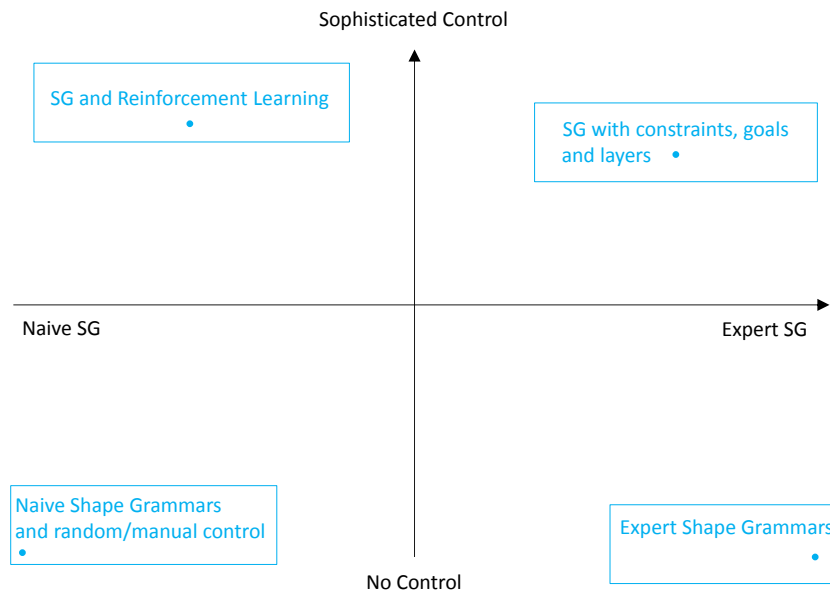 Sophisticated Control
SG and Reinforcement Learning
SG with constraints, goals
and layers
Naive SG
Expert SG
Naive Shape Grammars
and random/manual control
Expert Shape Grammars
No Control